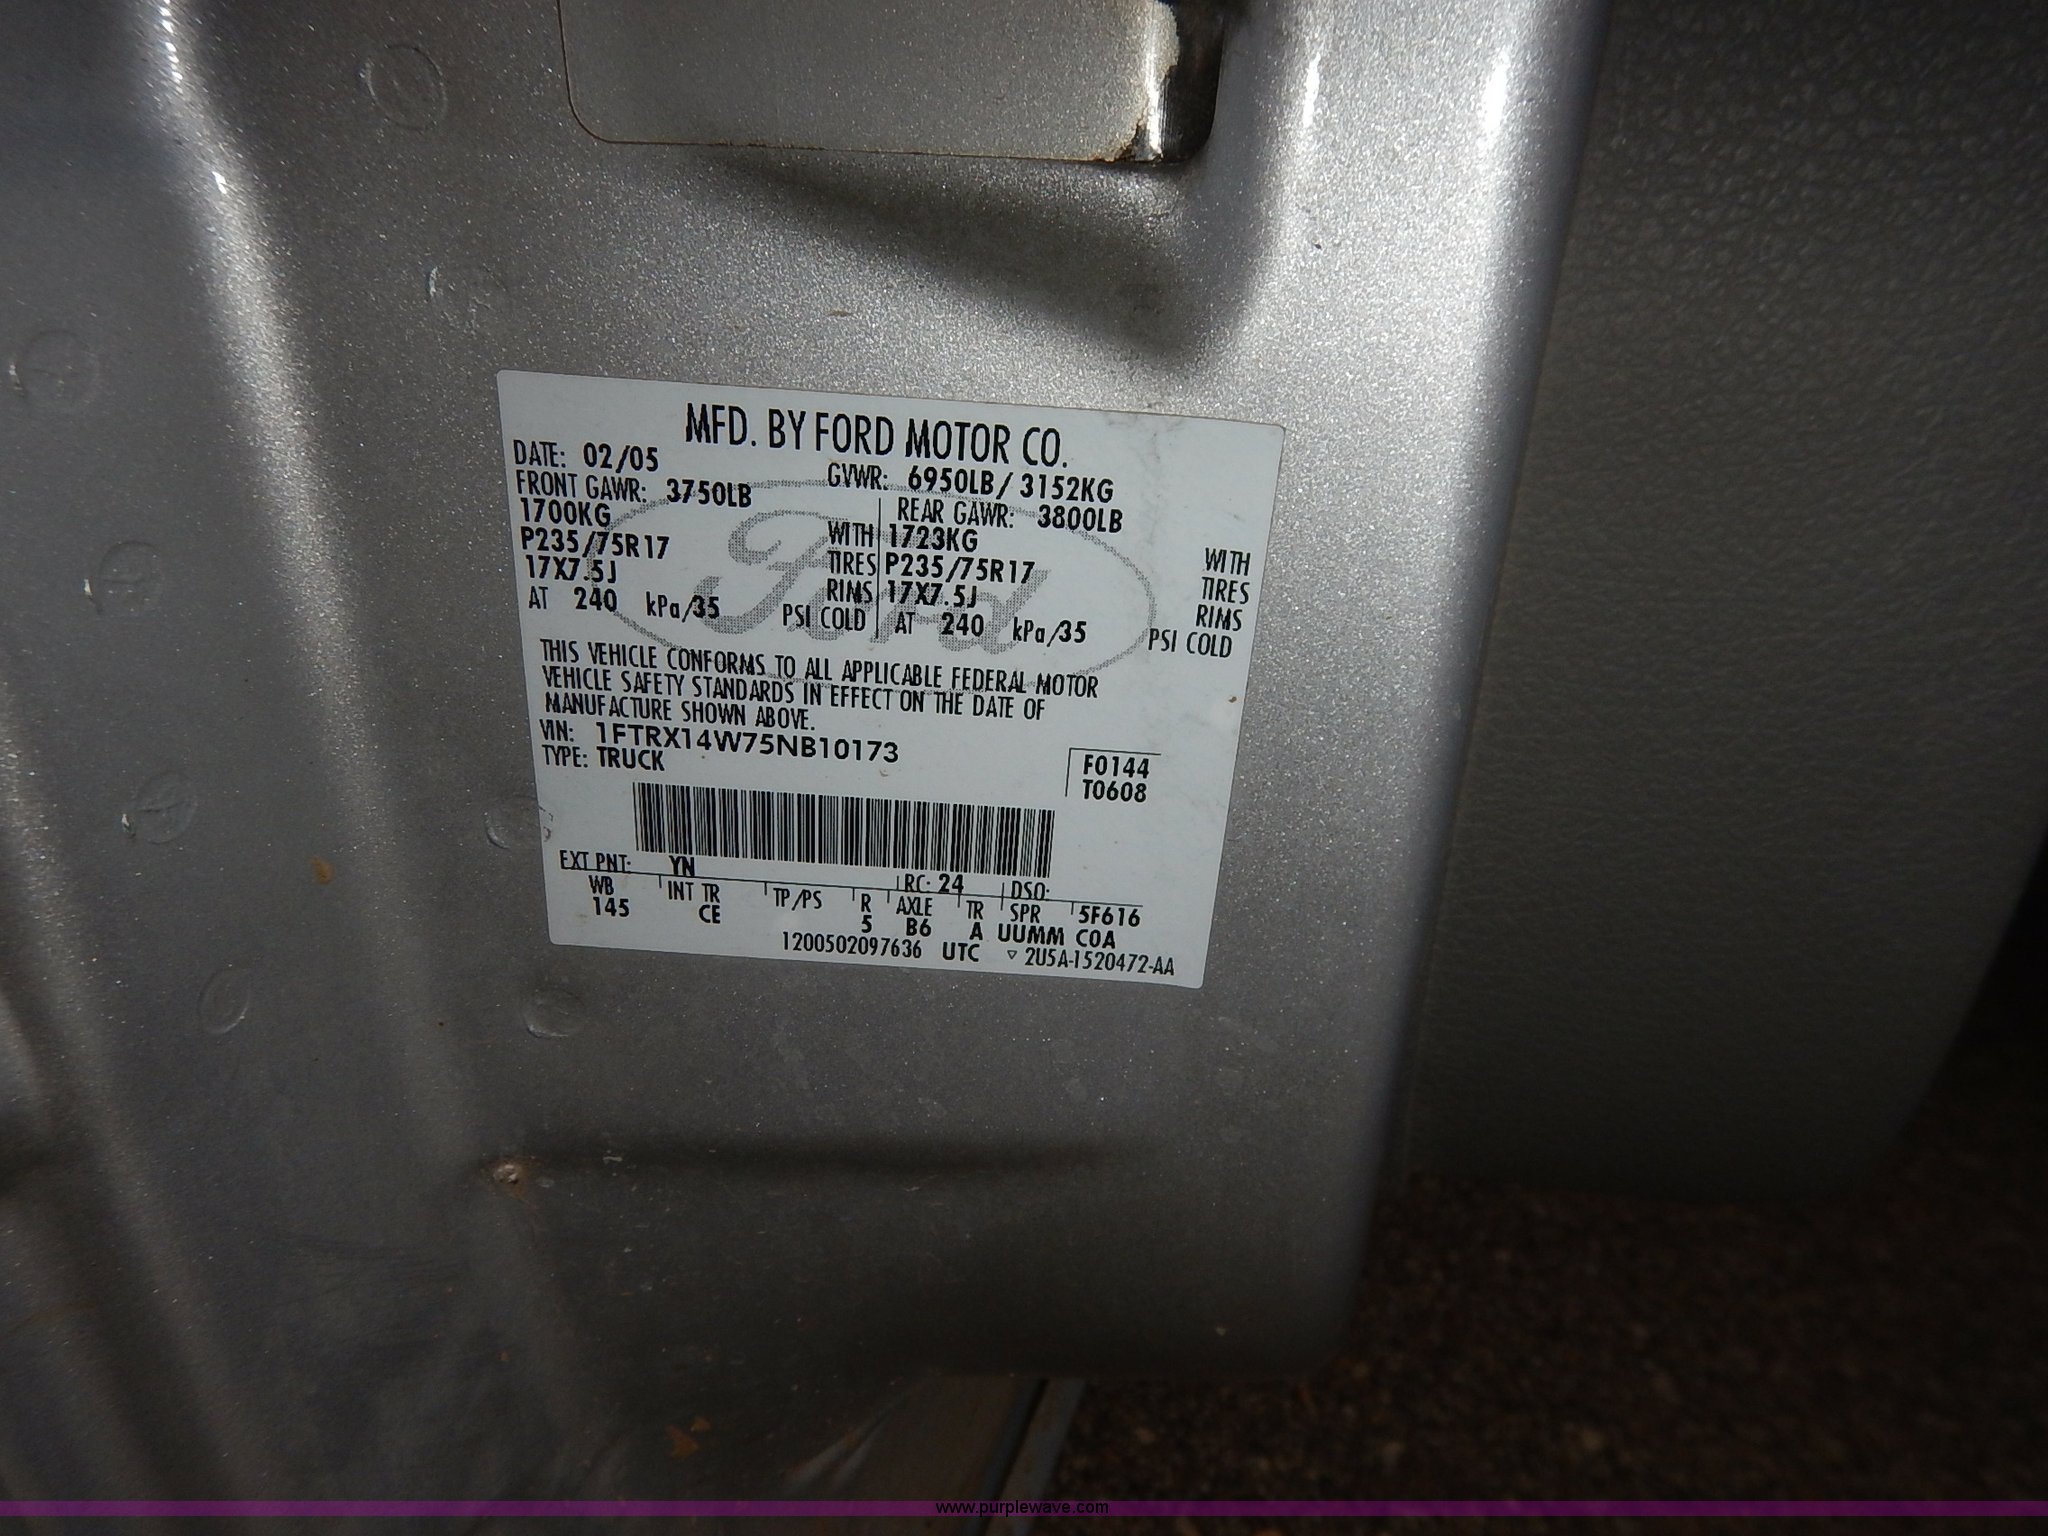 MFD. BY FORD MOTOR CO.
DATE: 02/05 GVWR: 6950LB/ 3152KG
FRONT GAWR: 3750LB REAR GAWR: 3800LB
1700KG WITH 1723KG WITH
P235/75R17 TIRES P235/75R17 TIRES
17X7.5J RIMS 17X7.5J RIMS
AT 240 kPa/35 PSI COLD AT 240 kPa/35 PSI COLD
Ford
THIS VEHICLE CONFORMS TO ALL APPLICABLE FEDERAL MOTOR
VEHICLE SAFETY STANDARDS IN EFFECT ON THE DATE OF
MANUFACTURE SHOWN ABOVE.
VIN: 1FTRX14W75NB10173
TYPE: TRUCK
F0144
T0608
EXT PNT: YN RC: 24 DSO:
WB INT TR TP/PS R AXLE TR SPR 5F616
145 CE 5 B6 A UUMM COA
1200502097636 UTC ▽ 2U5A-1520472-AA
www.purplewave.com